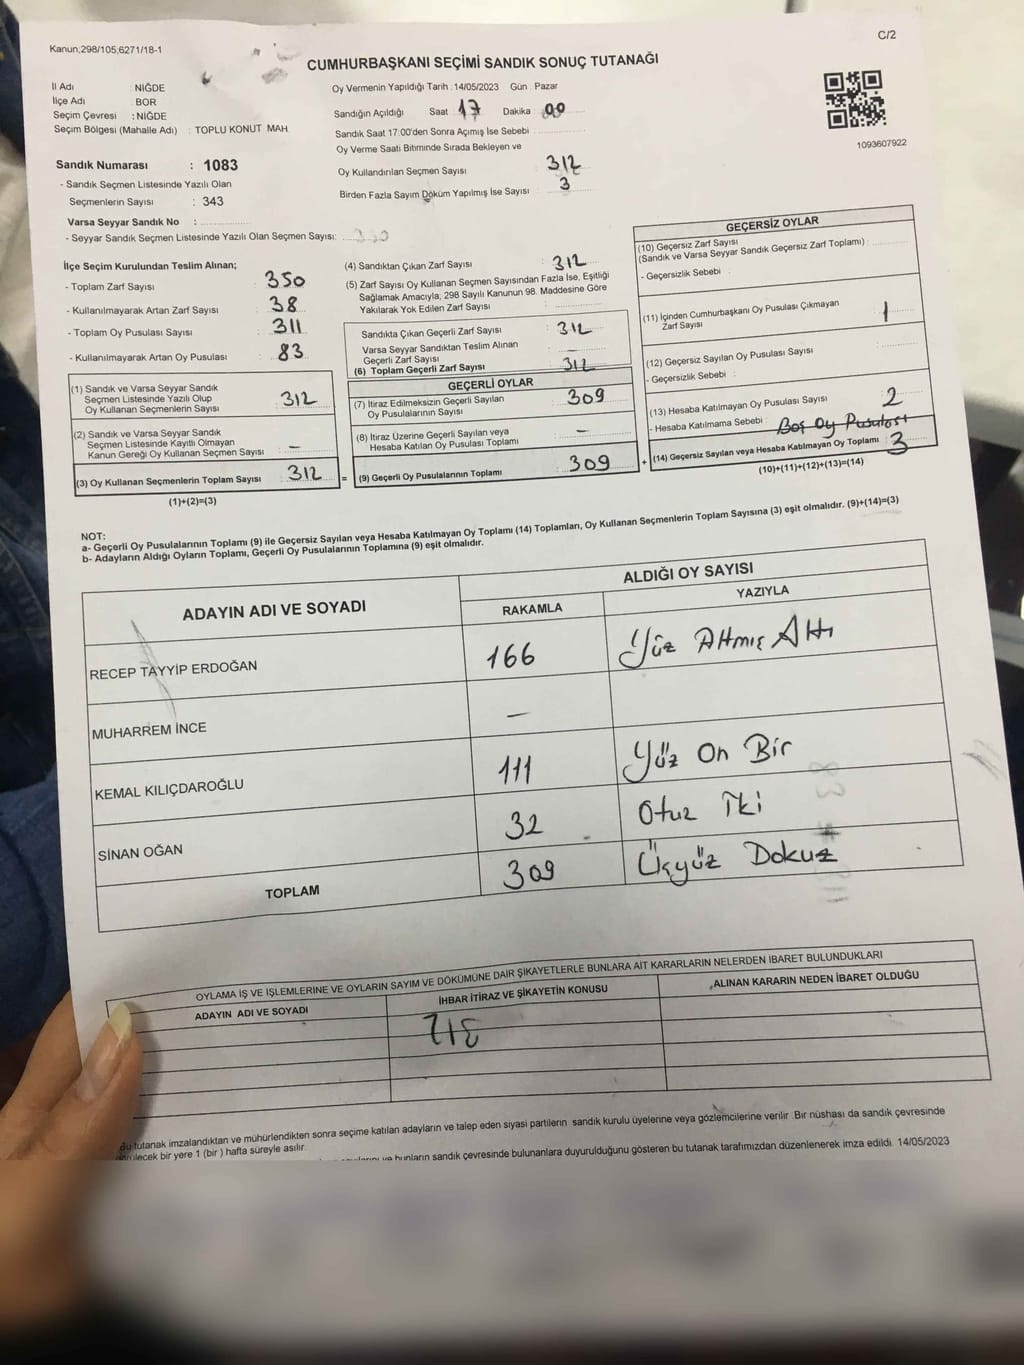 Kanun;298/105,6271/18-1
C/2
CUMHURBAŞKANI SEÇİMİ SANDIK SONUÇ TUTANAĞI
İl Adı : NİĞDE
İlçe Adı : BOR
Seçim Çevresi : NİĞDE
Seçim Bölgesi (Mahalle Adı) : TOPLU KONUT MAH.
Sandık Numarası : 1083
- Sandık Seçmen Listesinde Yazılı Olan
Seçmenlerin Sayısı : 343
Varsa Seyyar Sandık No :
- Seyyar Sandık Seçmen Listesinde Yazılı Olan Seçmen Sayısı:
Oy Vermenin Yapıldığı Tarih : 14/05/2023 Gün : Pazar
Sandığın Açıldığı Saat 17 Dakika 00
Sandık Saat 17:00'den Sonra Açımış İse Sebebi
Oy Verme Saati Bitiminde Sırada Bekleyen ve
Oy Kullandırılan Seçmen Sayısı : 312
Birden Fazla Sayım Döküm Yapılmış İse Sayısı : 3
1093607922
İlçe Seçim Kurulundan Teslim Alınan;
- Toplam Zarf Sayısı : 350
- Kullanılmayarak Artan Zarf Sayısı : 38
- Toplam Oy Pusulası Sayısı : 311
- Kullanılmayarak Artan Oy Pusulası : 83
(1) Sandık ve Varsa Seyyar Sandık
Seçmen Listesinde Yazılı Olup
Oy Kullanan Seçmenlerin Sayısı : 312
(2) Sandık ve Varsa Seyyar Sandık
Seçmen Listesinde Kayıtlı Olmayan
Kanun Gereği Oy Kullanan Seçmen Sayısı : –
(3) Oy Kullanan Seçmenlerin Toplam Sayısı : 312 =
(1)+(2)=(3)
(4) Sandıktan Çıkan Zarf Sayısı : 312
(5) Zarf Sayısı Oy Kullanan Seçmen Sayısından Fazla İse, Eşitliği
Sağlamak Amacıyla, 298 Sayılı Kanunun 98. Maddesine Göre
Yakılarak Yok Edilen Zarf Sayısı :
Sandıkta Çıkan Geçerli Zarf Sayısı : 312
Varsa Seyyar Sandıktan Teslim Alınan
Geçerli Zarf Sayısı : –
(6) Toplam Geçerli Zarf Sayısı : 312
GEÇERLİ OYLAR
(7) İtiraz Edilmeksizin Geçerli Sayılan
Oy Pusulalarının Sayısı : 309
(8) İtiraz Üzerine Geçerli Sayılan veya
Hesaba Katılan Oy Pusulası Toplamı : –
(9) Geçerli Oy Pusulalarının Toplamı : 309 +
GEÇERSİZ OYLAR
(10) Geçersiz Zarf Sayısı
(Sandık ve Varsa Seyyar Sandık Geçersiz Zarf Toplamı) :
- Geçersizlik Sebebi :
(11) İçinden Cumhurbaşkanı Oy Pusulası Çıkmayan
Zarf Sayısı : 1
(12) Geçersiz Sayılan Oy Pusulası Sayısı :
- Geçersizlik Sebebi :
(13) Hesaba Katılmayan Oy Pusulası Sayısı : 2
- Hesaba Katılmama Sebebi : Boş Oy Pusulası
(14) Geçersiz Sayılan veya Hesaba Katılmayan Oy Toplamı : 3
(10)+(11)+(12)+(13)=(14)
NOT:
a- Geçerli Oy Pusulalarının Toplamı (9) ile Geçersiz Sayılan veya Hesaba Katılmayan Oy Toplamı (14) Toplamları, Oy Kullanan Seçmenlerin Toplam Sayısına (3) eşit olmalıdır. (9)+(14)=(3)
b- Adayların Aldığı Oyların Toplamı, Geçerli Oy Pusulalarının Toplamına (9) eşit olmalıdır.
ADAYIN ADI VE SOYADI
ALDIĞI OY SAYISI
RAKAMLA YAZIYLA
RECEP TAYYİP ERDOĞAN 166 Yüz Altmış Altı
MUHARREM İNCE –
KEMAL KILIÇDAROĞLU 111 Yüz On Bir
SİNAN OĞAN 32 Otuz İki
TOPLAM 309 Üçyüz Dokuz
OYLAMA İŞ VE İŞLEMLERİNE VE OYLARIN SAYIM VE DÖKÜMÜNE DAİR ŞİKAYETLERLE BUNLARA AİT KARARLARIN NELERDEN İBARET BULUNDUKLARI
ADAYIN ADI VE SOYADI İHBAR İTİRAZ VE ŞİKAYETİN KONUSU ALINAN KARARIN NEDEN İBARET OLDUĞU
312
Bu tutanak imzalandıktan ve mühürlendikten sonra seçime katılan adayların ve talep eden siyasi partilerin sandık kurulu üyelerine veya gözlemcilerine verilir. Bir nüshası da sandık çevresinde
bir yere 1 (bir) hafta süreyle asılır.
ve bunların sandık çevresinde bulunanlara duyurulduğunu gösteren bu tutanak tarafımızdan düzenlenerek imza edildi. 14/05/2023